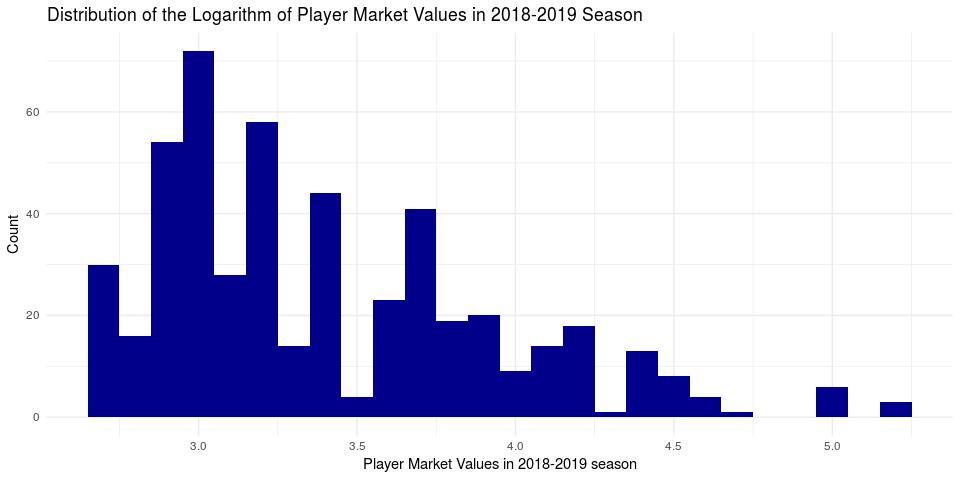 Distribution of the Logarithm of Player Market Values in 2018-2019 Season
Count
60
40
20
0
3.0 3.5 4.0 4.5 5.0
Player Market Values in 2018-2019 season